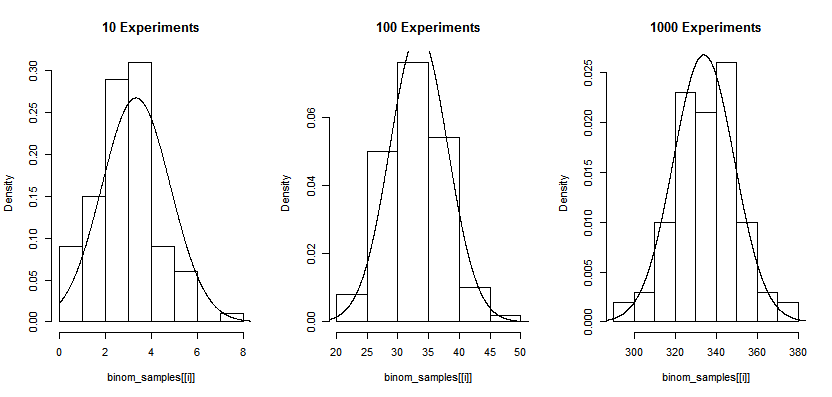 10 Experiments
Density
0.00 0.05 0.10 0.15 0.20 0.25 0.30
0 2 4 6 8
binom_samples[[i]]
100 Experiments
Density
0.00 0.02 0.04 0.06
20 25 30 35 40 45 50
binom_samples[[i]]
1000 Experiments
Density
0.000 0.005 0.010 0.015 0.020 0.025
300 320 340 360 380
binom_samples[[i]]